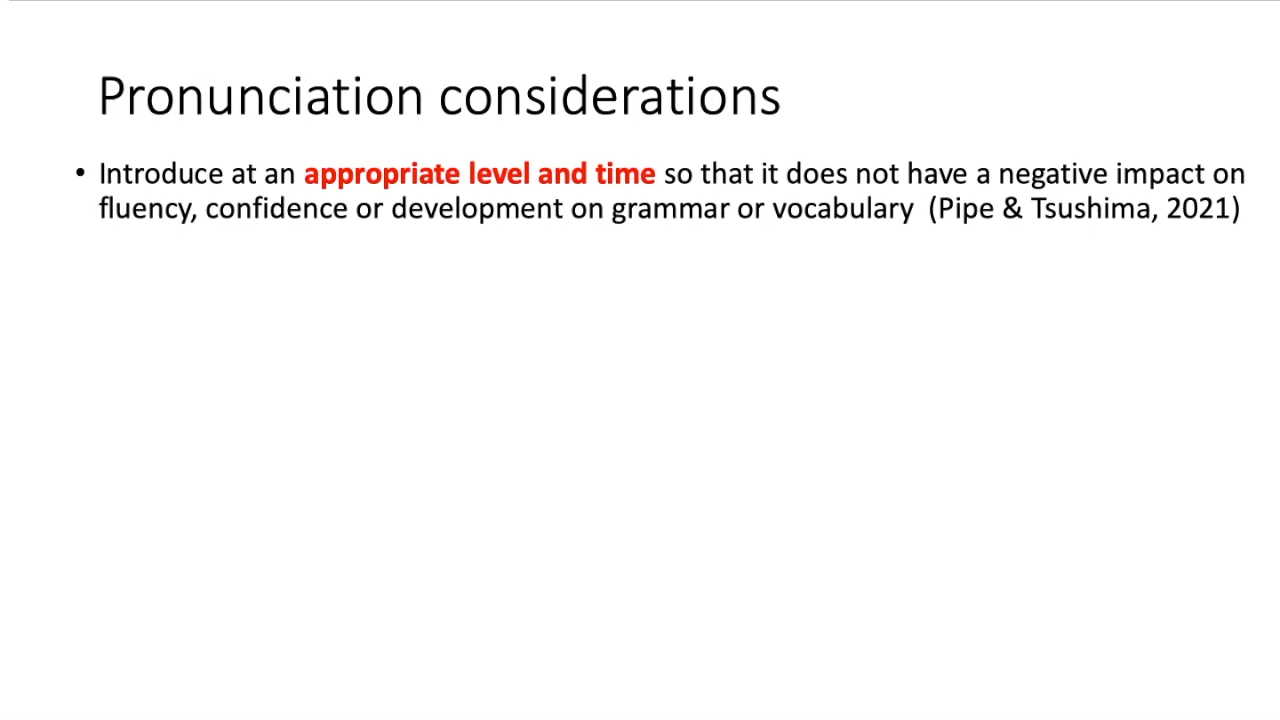 Pronunciation considerations
• Introduce at an appropriate level and time so that it does not have a negative impact on
fluency, confidence or development on grammar or vocabulary  (Pipe & Tsushima, 2021)